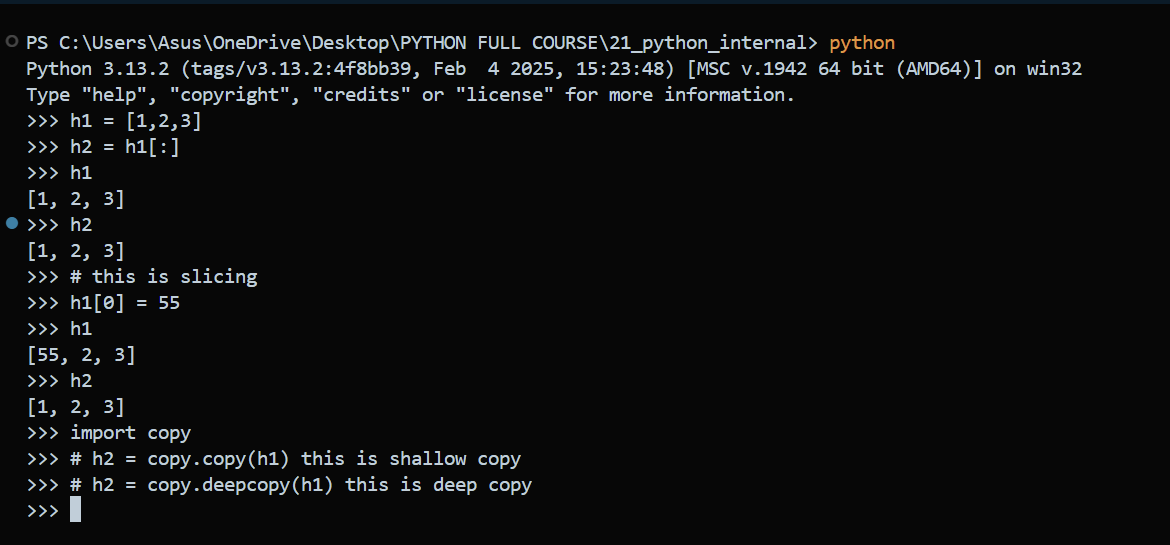 PS C:\Users\Asus\OneDrive\Desktop\PYTHON FULL COURSE\21_python_internal> python
Python 3.13.2 (tags/v3.13.2:4f8bb39, Feb  4 2025, 15:23:48) [MSC v.1942 64 bit (AMD64)] on win32
Type "help", "copyright", "credits" or "license" for more information.
>>> h1 = [1,2,3]
>>> h2 = h1[:]
>>> h1
[1, 2, 3]
>>> h2
[1, 2, 3]
>>> # this is slicing
>>> h1[0] = 55
>>> h1
[55, 2, 3]
>>> h2
[1, 2, 3]
>>> import copy
>>> # h2 = copy.copy(h1) this is shallow copy
>>> # h2 = copy.deepcopy(h1) this is deep copy
>>>